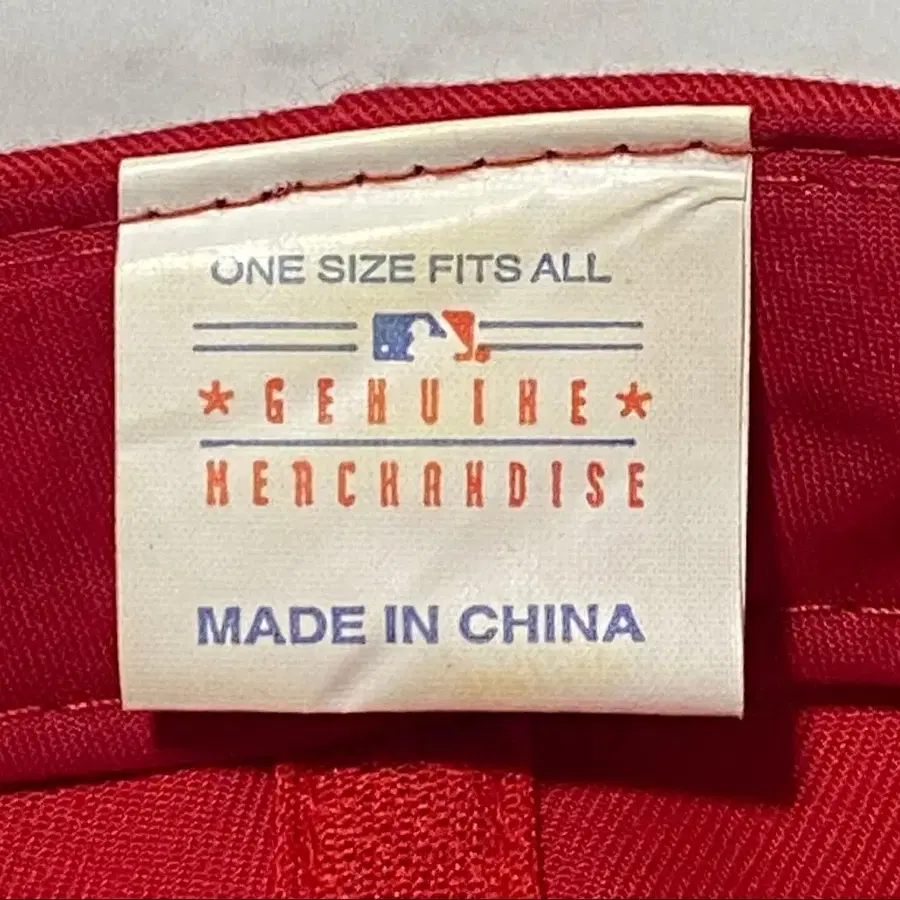 ONE SIZE FITS ALL
GENUINE
MERCHANDISE
MADE IN CHINA